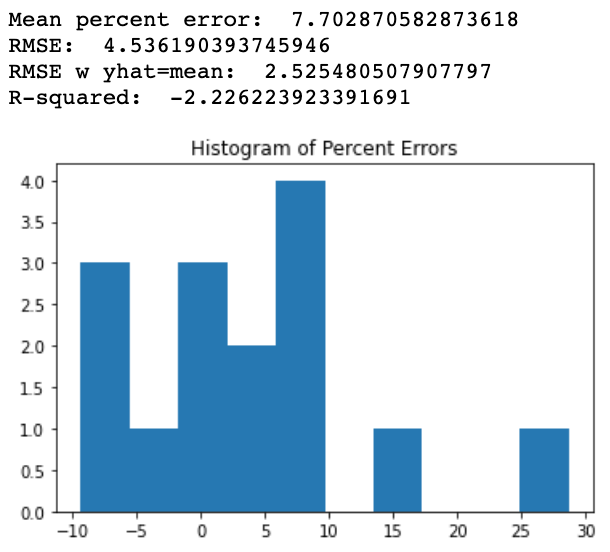 Mean percent error:  7.702870582873618
RMSE:  4.536190393745946
RMSE w yhat=mean:  2.525480507907797
R-squared:  -2.226223923391691
Histogram of Percent Errors
4.0
3.5
3.0
2.5
2.0
1.5
1.0
0.5
0.0
−10 −5 0 5 10 15 20 25 30